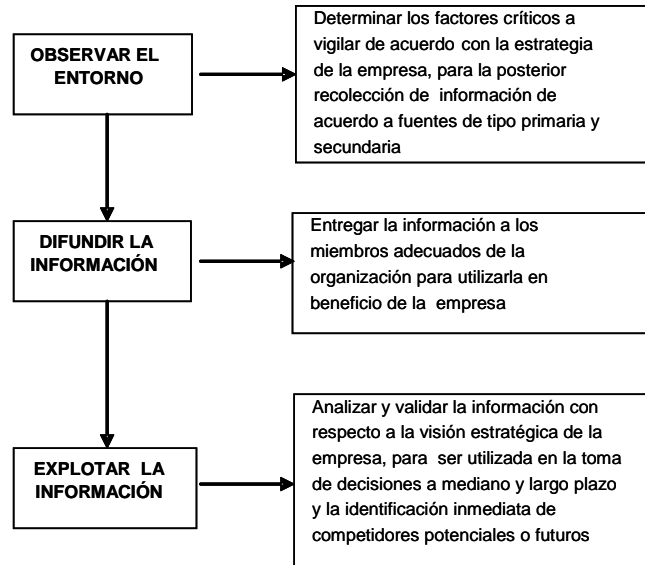 OBSERVAR EL
ENTORNO
Determinar los factores críticos a
vigilar de acuerdo con la estrategia
de la empresa, para la posterior
recolección de información de
acuerdo a fuentes de tipo primaria y
secundaria
DIFUNDIR LA
INFORMACIÓN
Entregar la información a los
miembros adecuados de la
organización para utilizarla en
beneficio de la empresa
EXPLOTAR LA
INFORMACIÓN
Analizar y validar la información con
respecto a la visión estratégica de la
empresa, para ser utilizada en la toma
de decisiones a mediano y largo plazo
y la identificación inmediata de
competidores potenciales o futuros